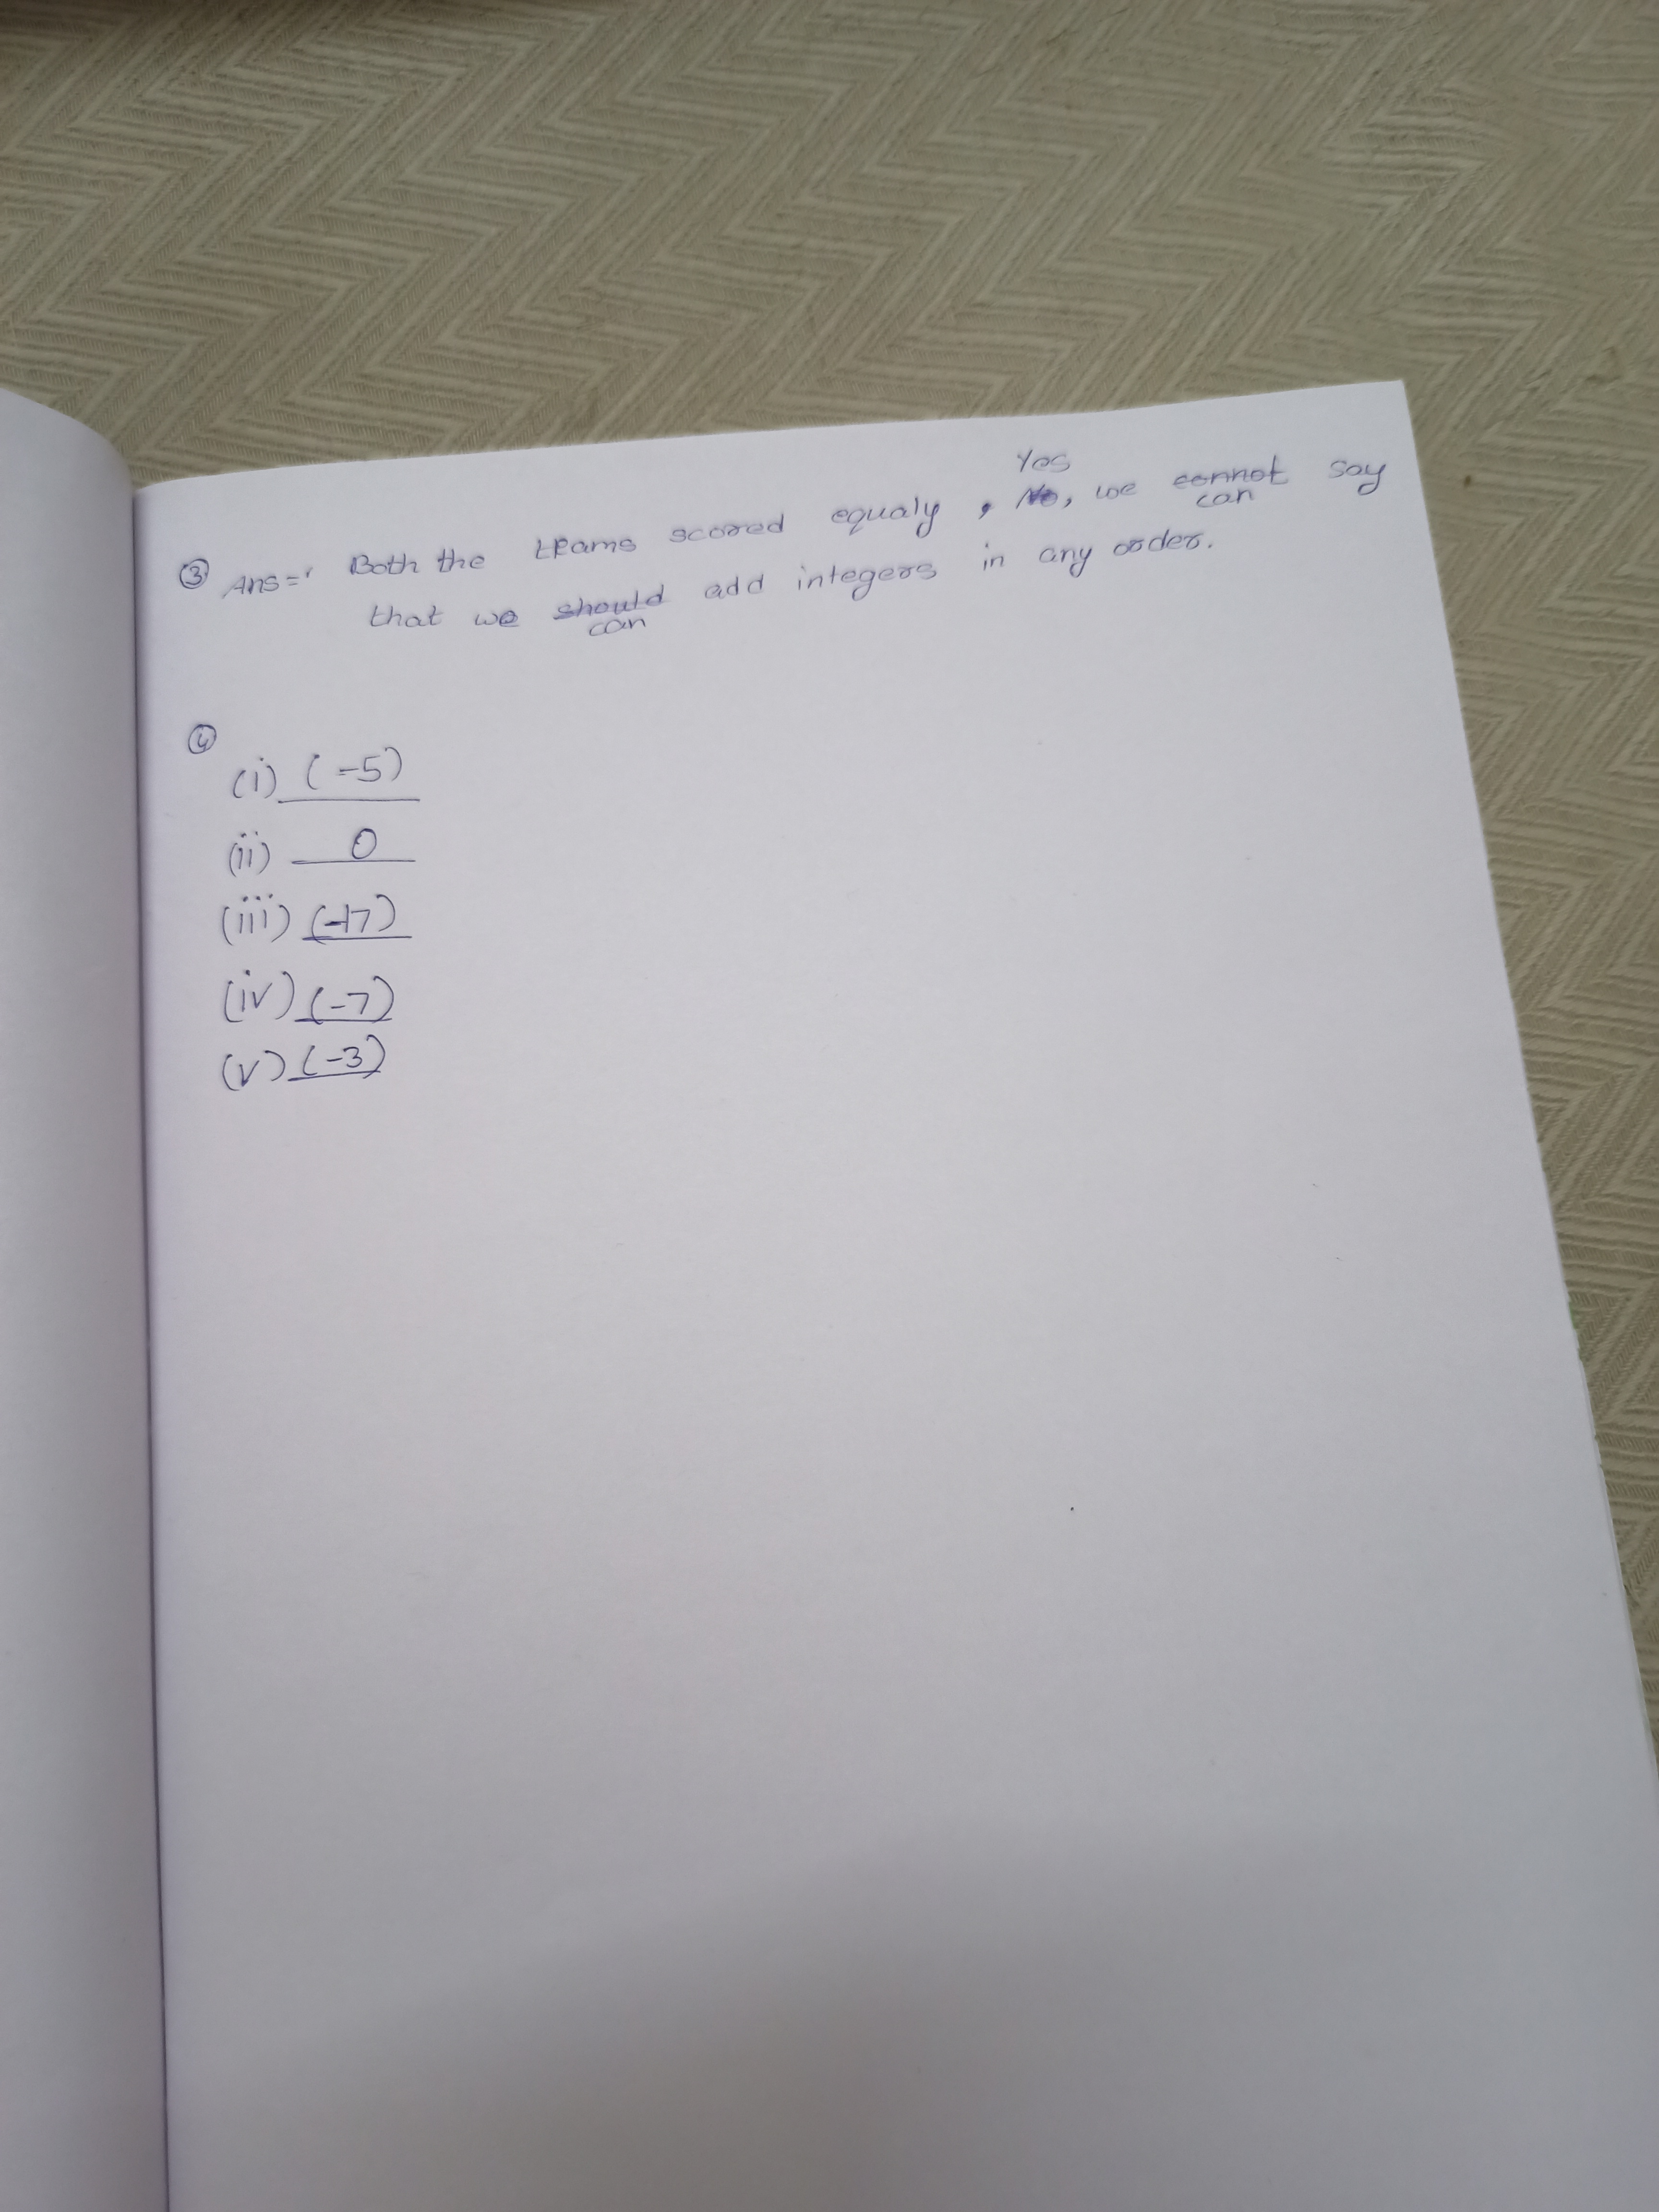 Yes
③ Ans=' Both the teams scored equaly, No, we connot say
can
that we should add integers in any order.
can
④
(i) (-5)
(ii) 0
(iii) (-17)
(iv) (-7)
(v) (-3)